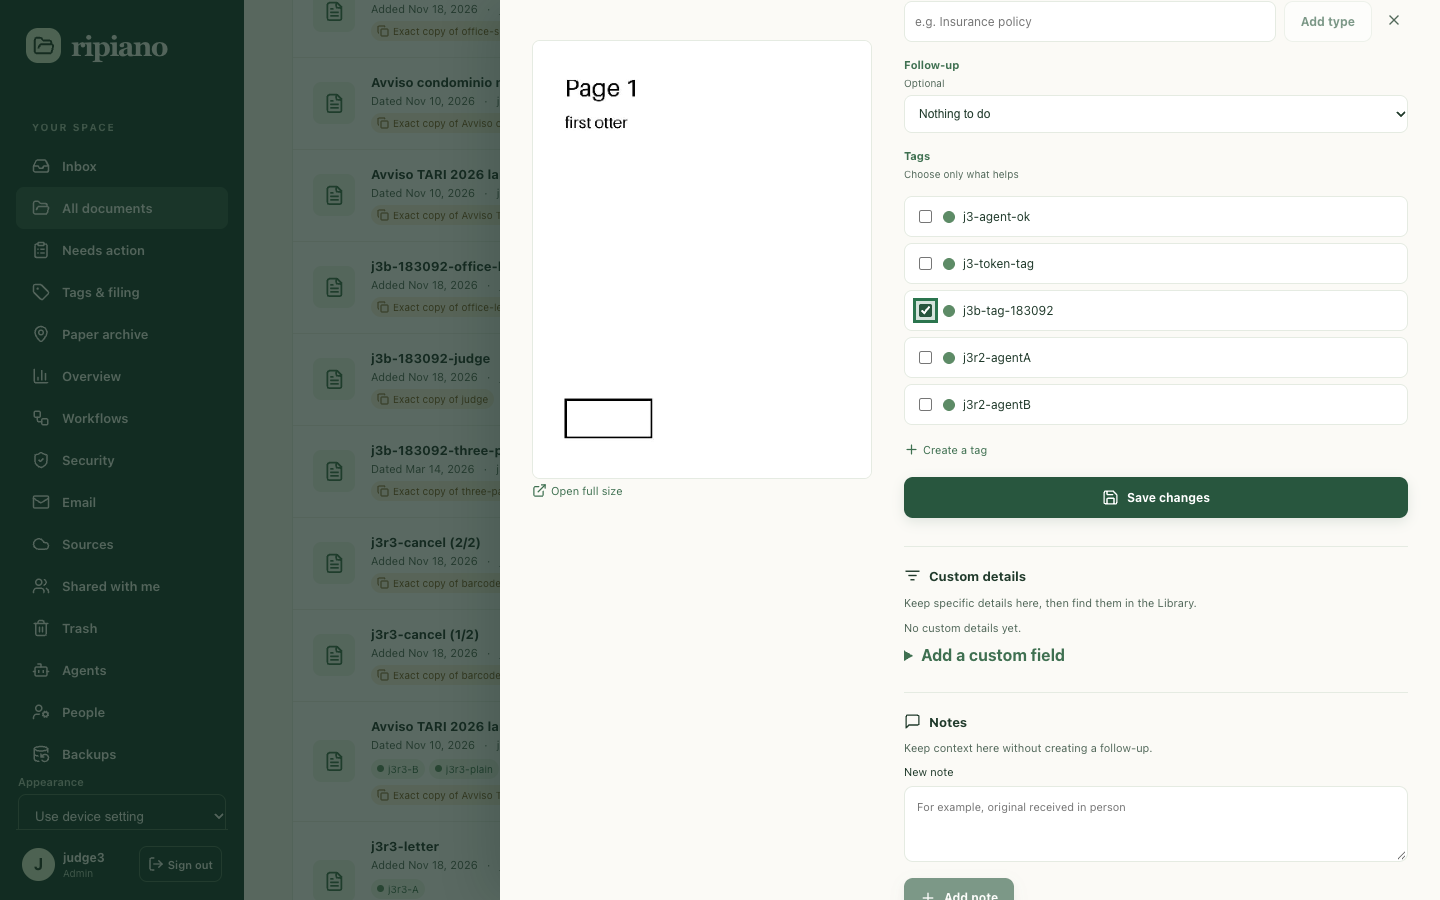 ripiano
YOUR SPACE
Inbox
All documents
Needs action
Tags & filing
Paper archive
Overview
Workflows
Security
Email
Sources
Shared with me
Trash
Agents
People
Backups
Appearance
Use device setting
J
judge3
Admin
Sign out
Added Nov 18, 2026 ·
Exact copy of office-s
Avviso condominio
Dated Nov 10, 2026 ·
Exact copy of Avviso
Avviso TARI 2026 la
Dated Nov 10, 2026 ·
Exact copy of Avviso
j3b-183092-office-
Added Nov 18, 2026 ·
Exact copy of office-le
j3b-183092-judge
Added Nov 18, 2026 ·
Exact copy of judge
j3b-183092-three-p
Dated Mar 14, 2026 ·
Exact copy of three-pa
j3r3-cancel (2/2)
Added Nov 18, 2026 ·
Exact copy of barcode
j3r3-cancel (1/2)
Added Nov 18, 2026 ·
Exact copy of barcode
Avviso TARI 2026 la
Dated Nov 10, 2026 ·
j3r3-B j3r3-plain
Exact copy of Avviso
j3r3-letter
Added Nov 18, 2026 ·
j3r3-A
Page 1
first otter
Open full size
e.g. Insurance policy
Add type
Follow-up
Optional
Nothing to do
Tags
Choose only what helps
j3-agent-ok
j3-token-tag
j3b-tag-183092
j3r2-agentA
j3r2-agentB
Create a tag
Save changes
Custom details
Keep specific details here, then find them in the Library.
No custom details yet.
Add a custom field
Notes
Keep context here without creating a follow-up.
New note
For example, original received in person
Add note